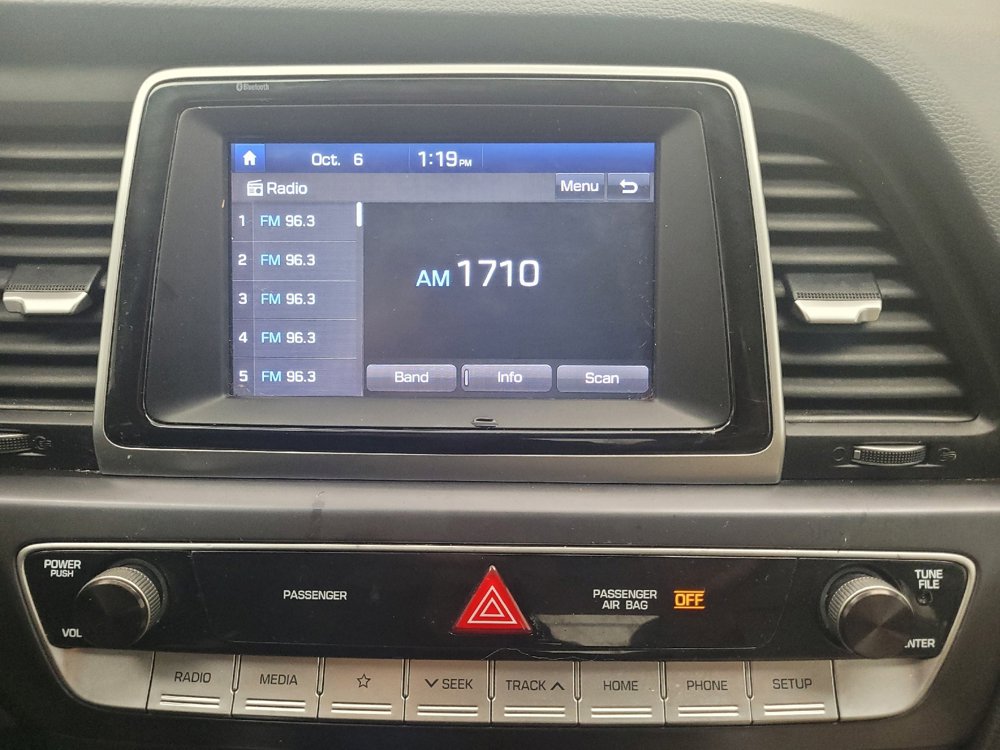 Bluetooth
Oct. 6 1:19 PM
Radio Menu
1 FM 96.3
2 FM 96.3
3 FM 96.3
4 FM 96.3
5 FM 96.3
AM 1710
Band Info Scan
POWER
PUSH
VOL
PASSENGER
PASSENGER
AIR BAG
OFF
TUNE
FILE
NTER
RADIO MEDIA SEEK TRACK HOME PHONE SETUP